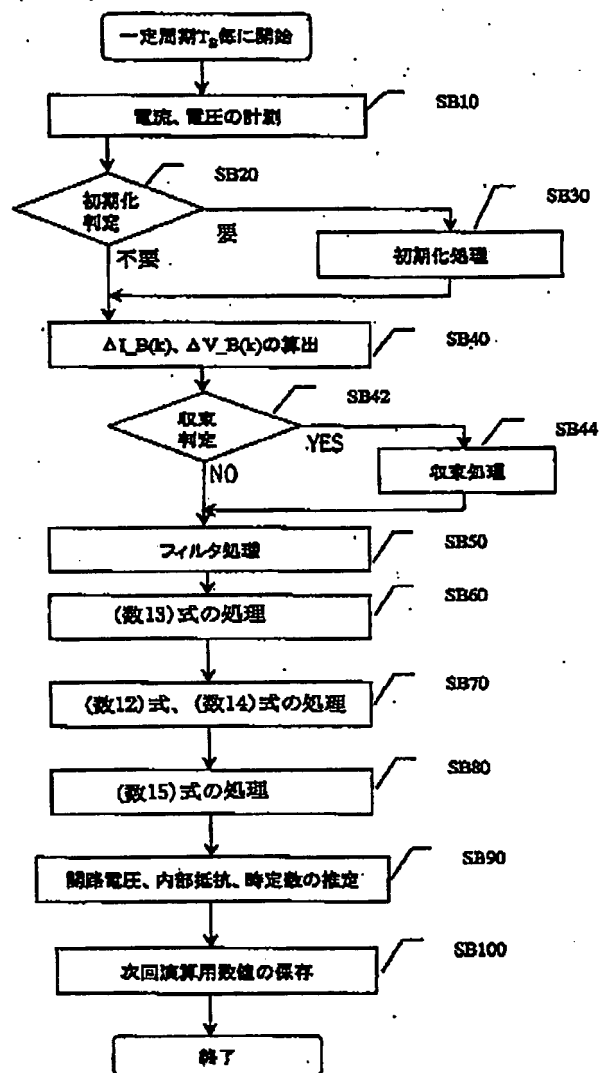 一定周期T_B毎に開始
電流、電圧の計測
SB10
初期化
判定
SB20
要
不要
初期化処理
SB30
ΔI_B(k)、ΔV_B(k)の算出
SB40
収束
判定
SB42
YES
NO
収束処理
SB44
フィルタ処理
SB50
(数13)式の処理
SB60
(数12)式、(数14)式の処理
SB70
(数15)式の処理
SB80
開路電圧、内部抵抗、時定数の推定
SB90
次回演算用数値の保存
SB100
終了